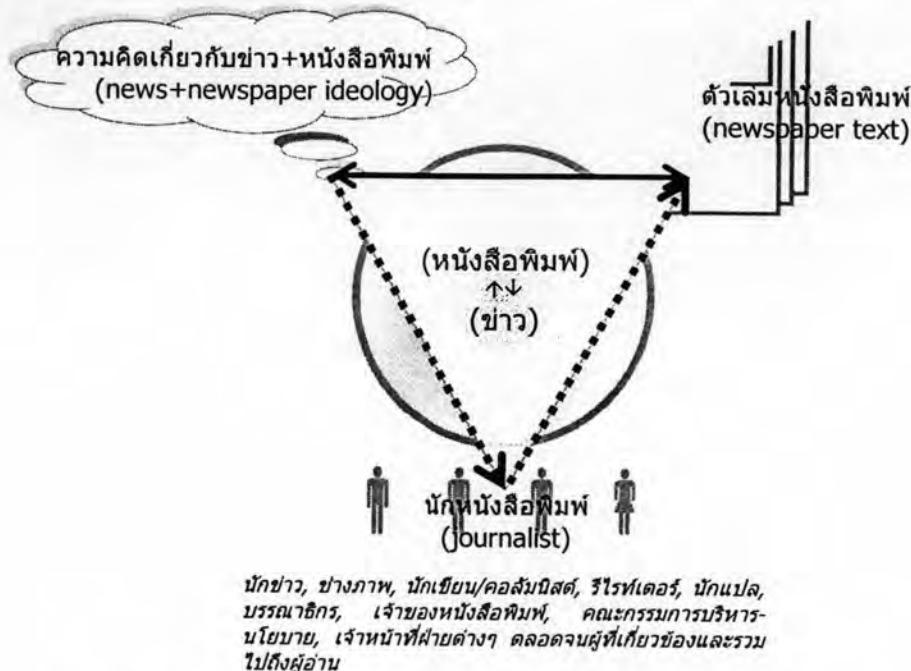 ความคิดเกี่ยวกับข่าว+หนังสือพิมพ์
(news+newspaper ideology)
ตัวเล่มหนังสือพิมพ์
(newspaper text)
(หนังสือพิมพ์)
↑↓
(ข่าว)
นักหนังสือพิมพ์
(journalist)
นักข่าว, ช่างภาพ, นักเขียน/คอลัมนิสต์, รีไรท์เตอร์, นักแปล,
บรรณาธิกร, เจ้าของหนังสือพิมพ์, คณะกรรมการบริหาร-
นโยบาย, เจ้าหน้าที่ฝ่ายต่างๆ ตลอดจนผู้ที่เกี่ยวข้องและรวม
ไปถึงผู้อ่าน